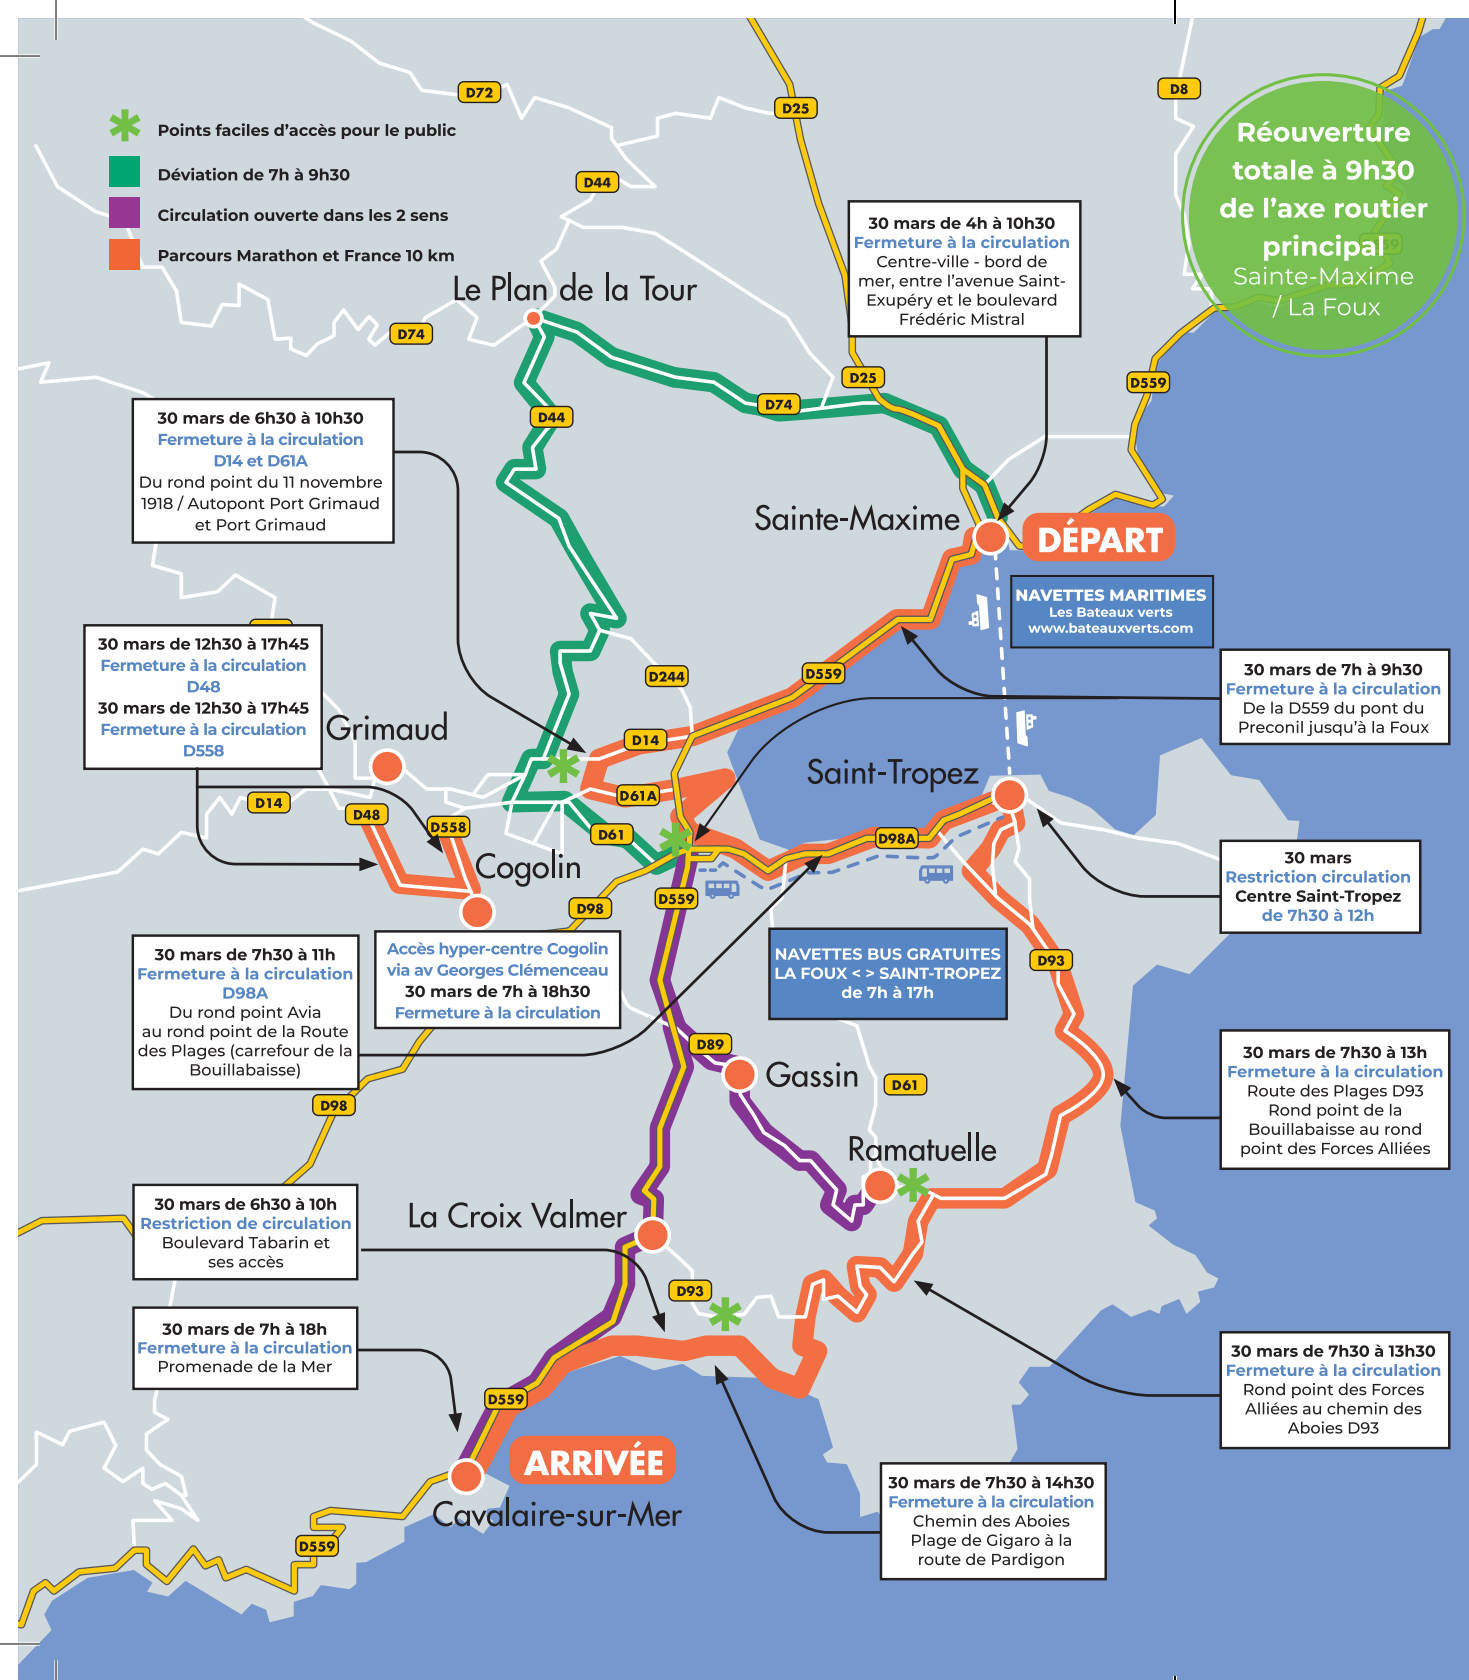 D72
D25
D8
Points faciles d'accès pour le public
Déviation de 7h à 9h30
Circulation ouverte dans les 2 sens
Parcours Marathon et France 10 km
D44
Réouverture
totale à 9h30
de l'axe routier
principal
Sainte-Maxime
/ La Foux
30 mars de 4h à 10h30
Fermeture à la circulation
Centre-ville - bord de
mer, entre l'avenue Saint-
Exupéry et le boulevard
Frédéric Mistral
Le Plan de la Tour
D74
D25
D559
D74
D44
30 mars de 6h30 à 10h30
Fermeture à la circulation
D14 et D61A
Du rond point du 11 novembre
1918 / Autopont Port Grimaud
et Port Grimaud
Sainte-Maxime
DÉPART
NAVETTES MARITIMES
Les Bateaux verts
www.bateauxverts.com
30 mars de 12h30 à 17h45
Fermeture à la circulation
D48
30 mars de 12h30 à 17h45
Fermeture à la circulation
D558
D244
D559
30 mars de 7h à 9h30
Fermeture à la circulation
De la D559 du pont du
Preconil jusqu'à la Foux
Grimaud
D14
Saint-Tropez
D14
D48
D558
D61A
D61
D98A
Cogolin
D559
D98
30 mars
Restriction circulation
Centre Saint-Tropez
de 7h30 à 12h
30 mars de 7h30 à 11h
Fermeture à la circulation
D98A
Du rond point Avia
au rond point de la Route
des Plages (carrefour de la
Bouillabaisse)
Accès hyper-centre Cogolin
via av Georges Clémenceau
30 mars de 7h à 18h30
Fermeture à la circulation
NAVETTES BUS GRATUITES
LA FOUX < > SAINT-TROPEZ
de 7h à 17h
D93
D89
Gassin
D61
D98
30 mars de 7h30 à 13h
Fermeture à la circulation
Route des Plages D93
Rond point de la
Bouillabaisse au rond
point des Forces Alliées
Ramatuelle
30 mars de 6h30 à 10h
Restriction de circulation
Boulevard Tabarin et
ses accès
La Croix Valmer
D93
30 mars de 7h à 18h
Fermeture à la circulation
Promenade de la Mer
30 mars de 7h30 à 13h30
Fermeture à la circulation
Rond point des Forces
Alliées au chemin des
Aboies D93
D559
ARRIVÉE
Cavalaire-sur-Mer
30 mars de 7h30 à 14h30
Fermeture à la circulation
Chemin des Aboies
Plage de Gigaro à la
route de Pardigon
D559